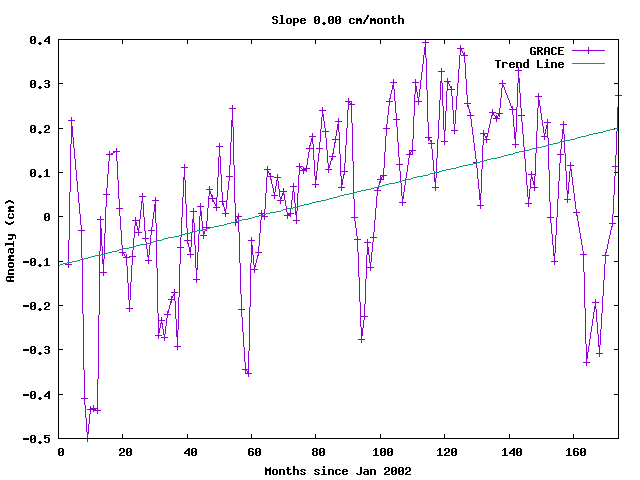 Slope 0.00 cm/month
GRACE
Trend Line
0.4
0.3
0.2
0.1
0
-0.1
-0.2
-0.3
-0.4
-0.5
Anomaly (cm)
0 20 40 60 80 100 120 140 160
Months since Jan 2002